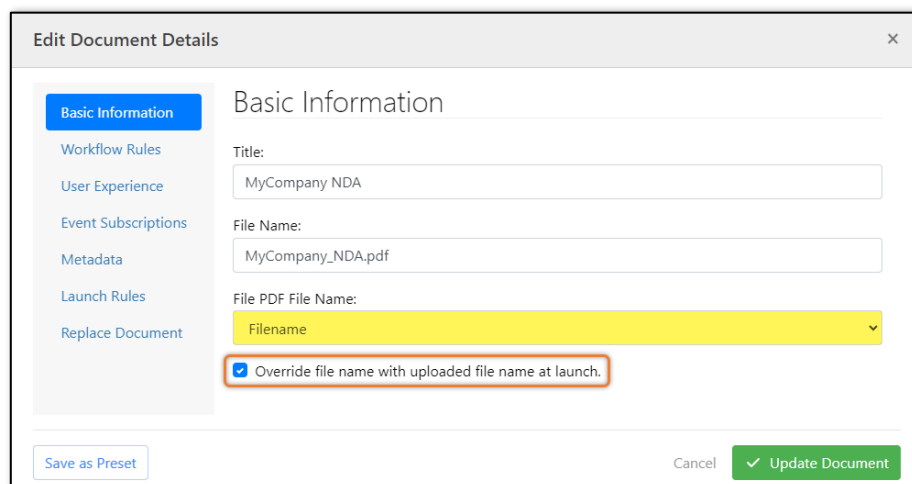 Edit Document Details
×
Basic Information
Workflow Rules
User Experience
Event Subscriptions
Metadata
Launch Rules
Replace Document
Basic Information
Title:
MyCompany NDA
File Name:
MyCompany_NDA.pdf
File PDF File Name:
Filename
Override file name with uploaded file name at launch.
Save as Preset
Cancel
Update Document